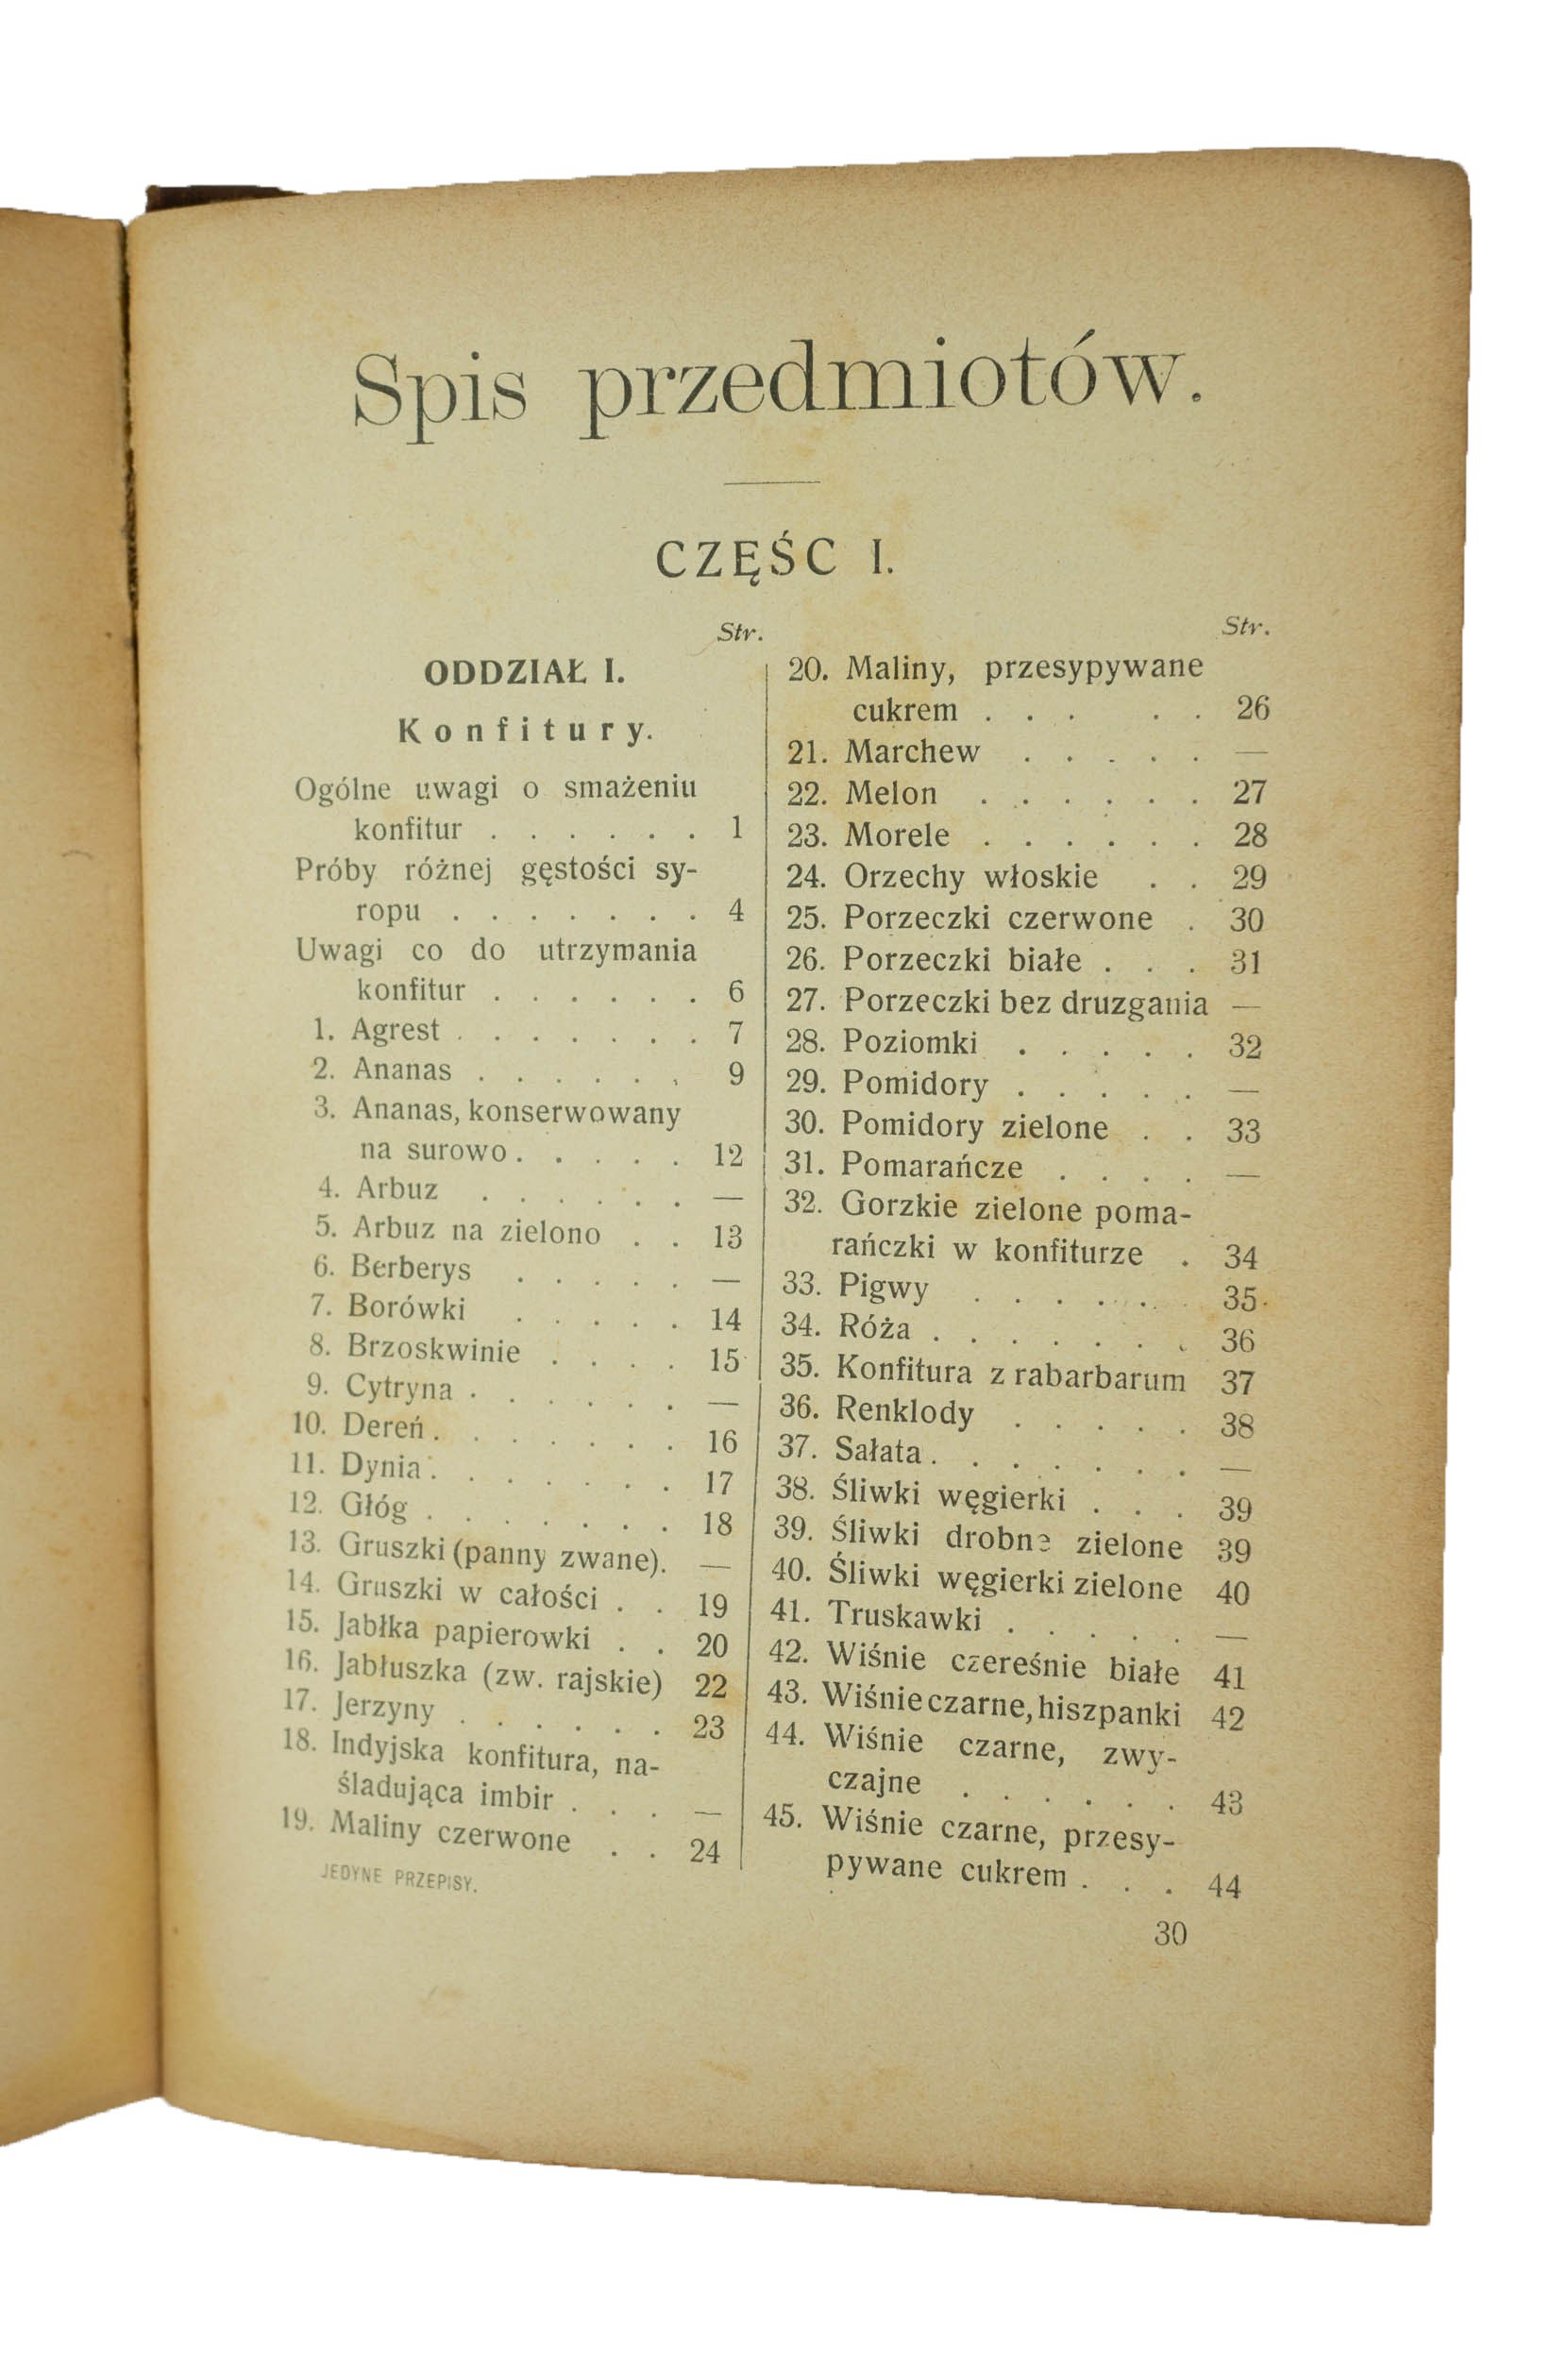 Spis przedmiotów.
CZĘŚC I.
Str.
ODDZIAŁ I.
Konfitury.
Ogólne uwagi o smażeniu
konfitur . . . . . . 1
Próby różnej gęstości sy-
ropu . . . . . . . 4
Uwagi co do utrzymania
konfitur . . . . . . 6
1. Agrest . . . . . . . 7
2. Ananas . . . . . . 9
3. Ananas, konserwowany
na surowo . . . . . 12
4. Arbuz . . . . . . —
5. Arbuz na zielono . . 13
6. Berberys . . . . . —
7. Borówki . . . . . 14
8. Brzoskwinie . . . . 15
9. Cytryna . . . . . . —
10. Dereń . . . . . . . 16
11. Dynia . . . . . . . 17
12. Głóg . . . . . . . 18
13. Gruszki (panny zwane). —
14. Gruszki w całości . . 19
15. Jabłka papierowki . . 20
16. Jabłuszka (zw. rajskie) 22
17. Jerzyny . . . . . . 23
18. Indyjska konfitura, na-
śladująca imbir . . . —
19. Maliny czerwone . . 24
JEDYNE PRZEPISY.
Str.
20. Maliny, przesypywane
cukrem . . . . . 26
21. Marchew . . . . . —
22. Melon . . . . . . 27
23. Morele . . . . . . 28
24. Orzechy włoskie . . 29
25. Porzeczki czerwone . 30
26. Porzeczki białe . . . 31
27. Porzeczki bez druzgania —
28. Poziomki . . . . . 32
29. Pomidory . . . . . —
30. Pomidory zielone . . 33
31. Pomarańcze . . . . —
32. Gorzkie zielone poma-
rańczki w konfiturze . 34
33. Pigwy . . . . . . 35
34. Róża . . . . . . . 36
35. Konfitura z rabarbarum 37
36. Renklody . . . . . 38
37. Sałata . . . . . . . —
38. Śliwki węgierki . . . 39
39. Śliwki drobne zielone 39
40. Śliwki węgierki zielone 40
41. Truskawki . . . . . —
42. Wiśnie czereśnie białe 41
43. Wiśnie czarne, hiszpanki 42
44. Wiśnie czarne, zwy-
czajne . . . . . . 43
45. Wiśnie czarne, przesy-
pywane cukrem . . . 44
30